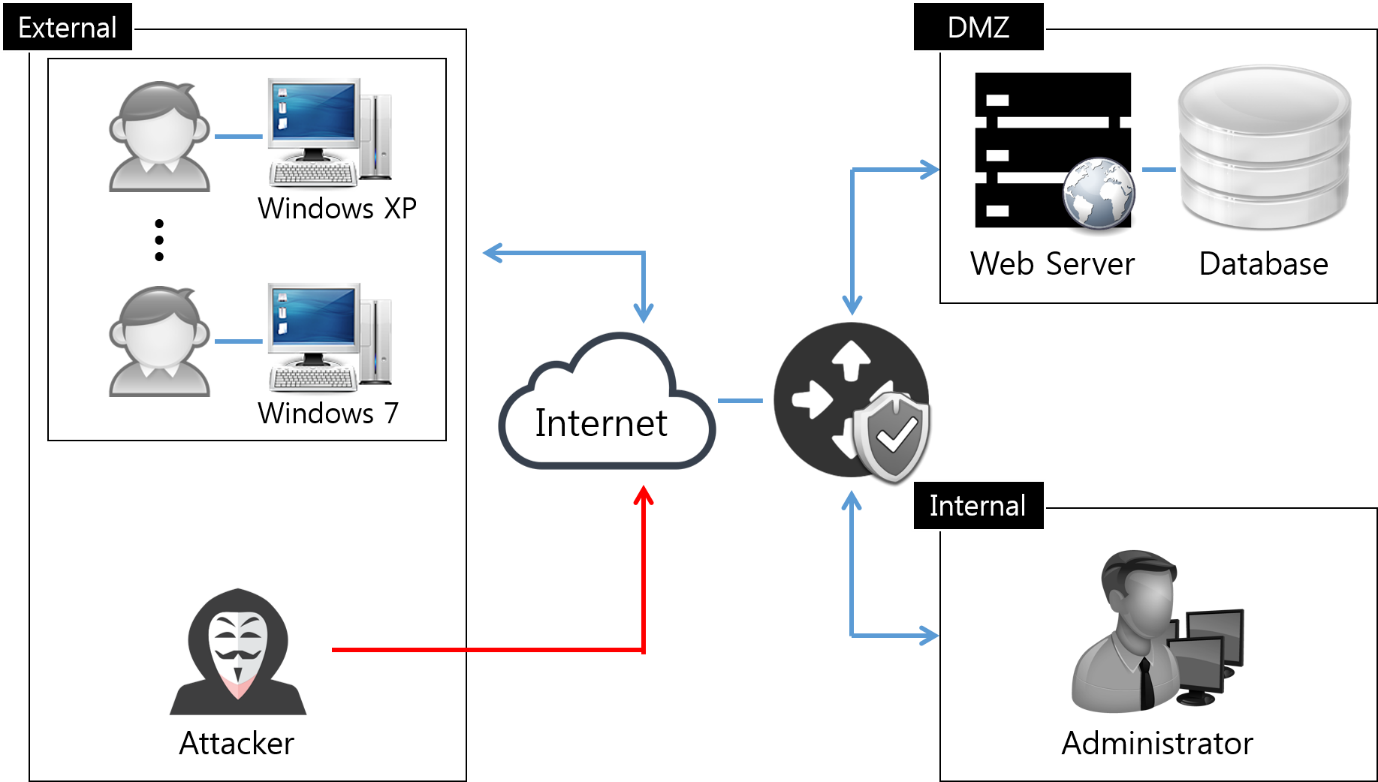 External
Windows XP
Windows 7
Attacker
Internet
DMZ
Web Server
Database
Internal
Administrator